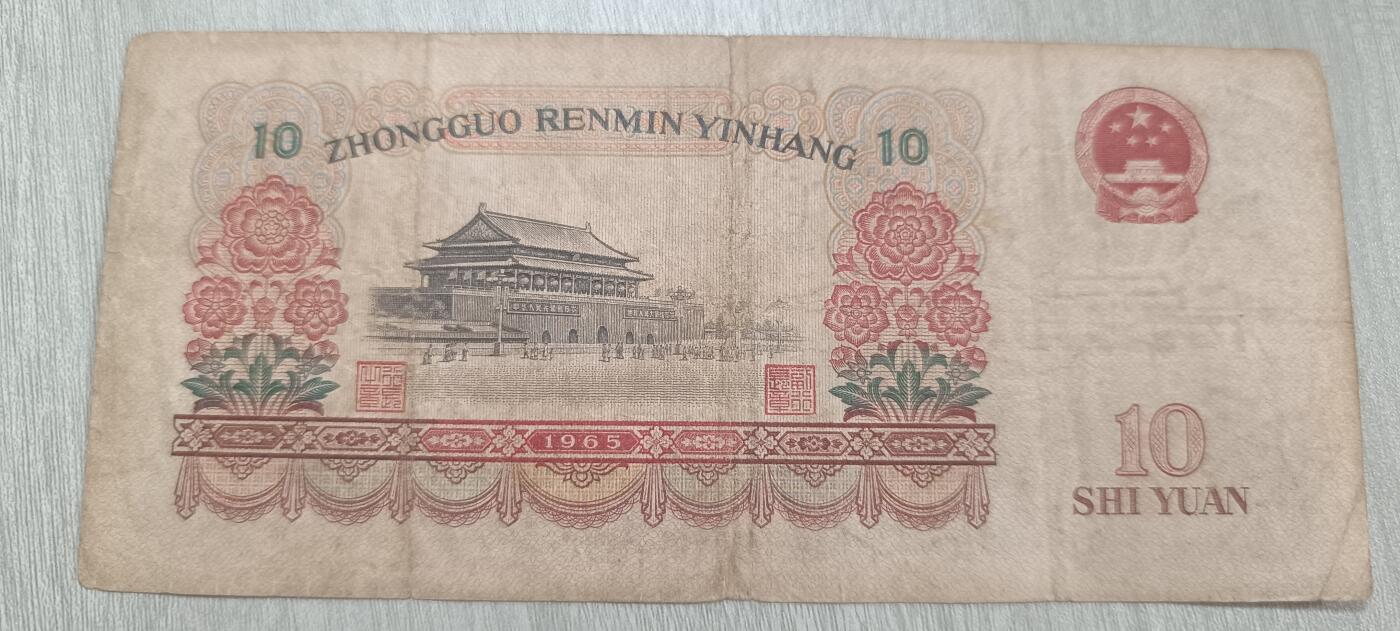 10 ZHONGGUO RENMIN YINHANG 10
1965
10
SHI YUAN